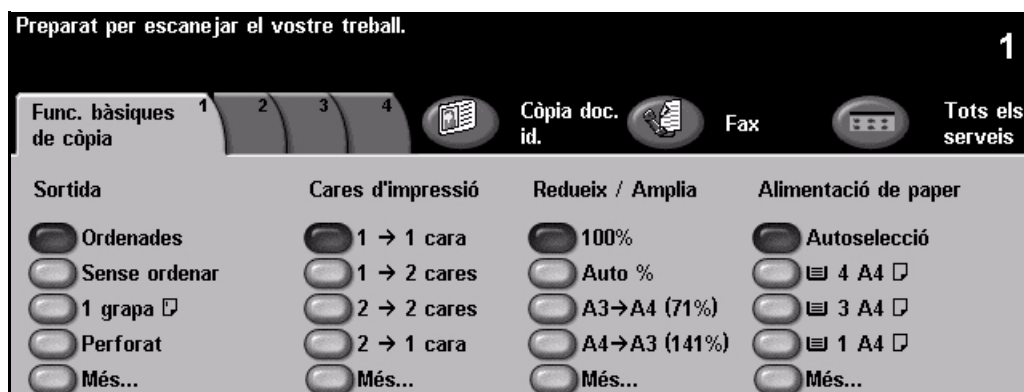 Preparat per escanejar el vostre treball.
1
Func. bàsiques de còpia
1
2
3
4
Còpia doc. id.
Fax
Tots els serveis
Sortida
Ordenades
Sense ordenar
1 grapa
Perforat
Més...
Cares d'impressió
1 → 1 cara
1 → 2 cares
2 → 2 cares
2 → 1 cara
Més...
Redueix / Amplia
100%
Auto %
A3→A4 (71%)
A4→A3 (141%)
Més...
Alimentació de paper
Autoselecció
4 A4
3 A4
1 A4
Més...